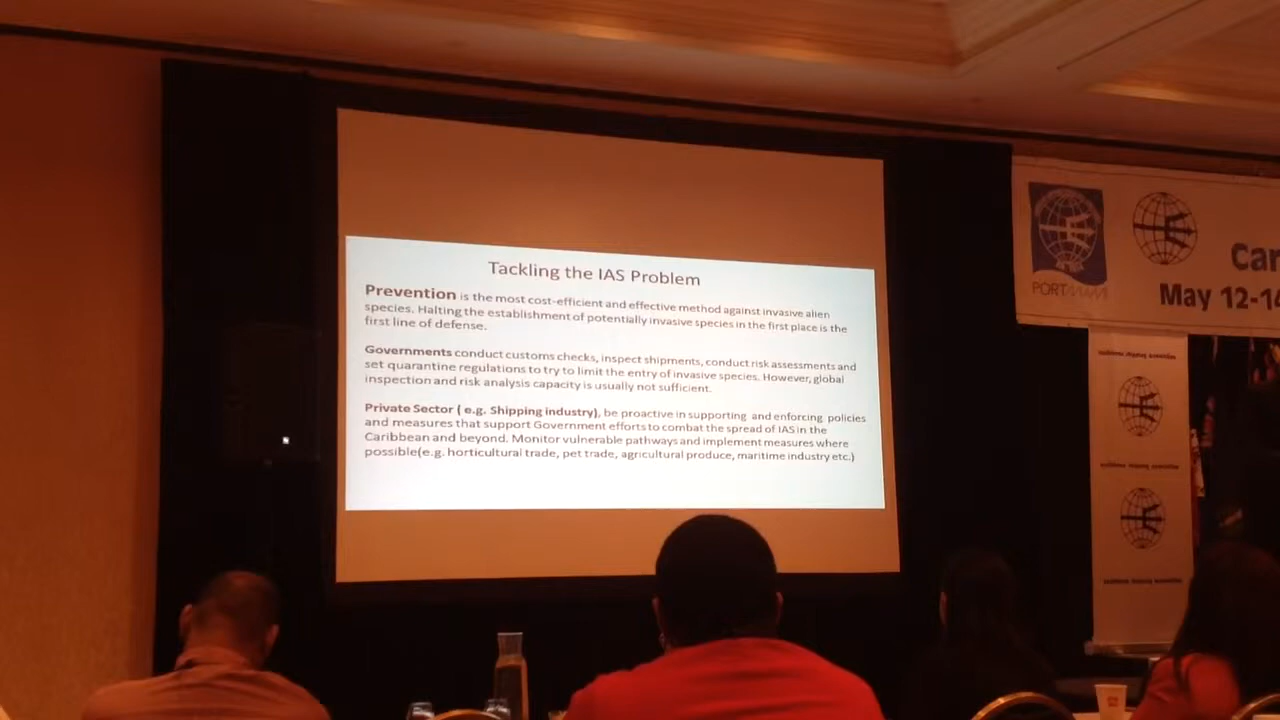 Tackling the IAS Problem
Prevention is the most cost-efficient and effective method against invasive alien
species. Halting the establishment of potentially invasive species in the first place is the
first line of defense.
Governments conduct customs checks, inspect shipments, conduct risk assessments and
set quarantine regulations to try to limit the entry of invasive species. However, global
inspection and risk analysis capacity is usually not sufficient.
Private Sector ( e.g. Shipping industry), be proactive in supporting and enforcing policies
and measures that support Government efforts to combat the spread of IAS in the
Caribbean and beyond. Monitor vulnerable pathways and implement measures where
possible(e.g. horticultural trade, pet trade, agricultural produce, maritime industry etc.)
PORTMIAMI
Car
May 12-1